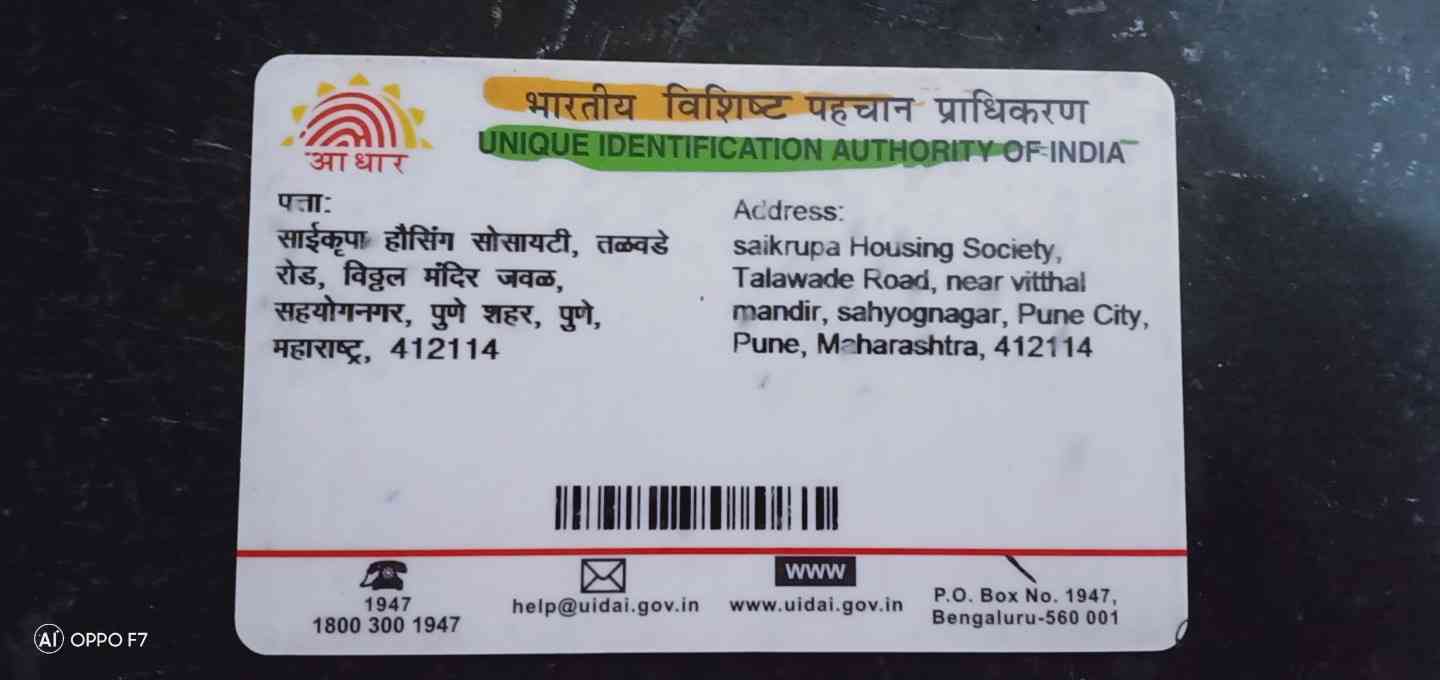 भारतीय विशिष्ट पहचान प्राधिकरण
UNIQUE IDENTIFICATION AUTHORITY OF INDIA
आधार
पत्ता:
साईकृपा हौसिंग सोसायटी, तळवडे
रोड, विठ्ठल मंदिर जवळ,
सहयोगनगर, पुणे शहर, पुणे,
महाराष्ट्र, 412114
Address:
saikrupa Housing Society,
Talawade Road, near vitthal
mandir, sahyognagar, Pune City,
Pune, Maharashtra, 412114
1947
1800 300 1947
help@uidai.gov.in
WWW
www.uidai.gov.in
P.O. Box No. 1947,
Bengaluru-560 001
AI OPPO F7